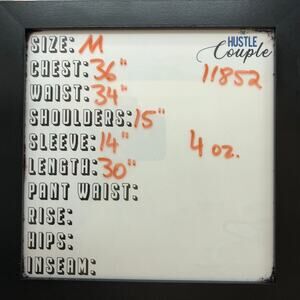 THE
HUSTLE
Couple
SIZE: M
CHEST: 36" 11852
WAIST: 34"
SHOULDERS: 15"
SLEEVE: 14" 4 oz.
LENGTH: 30"
PANT WAIST:
RISE:
HIPS:
INSEAM: